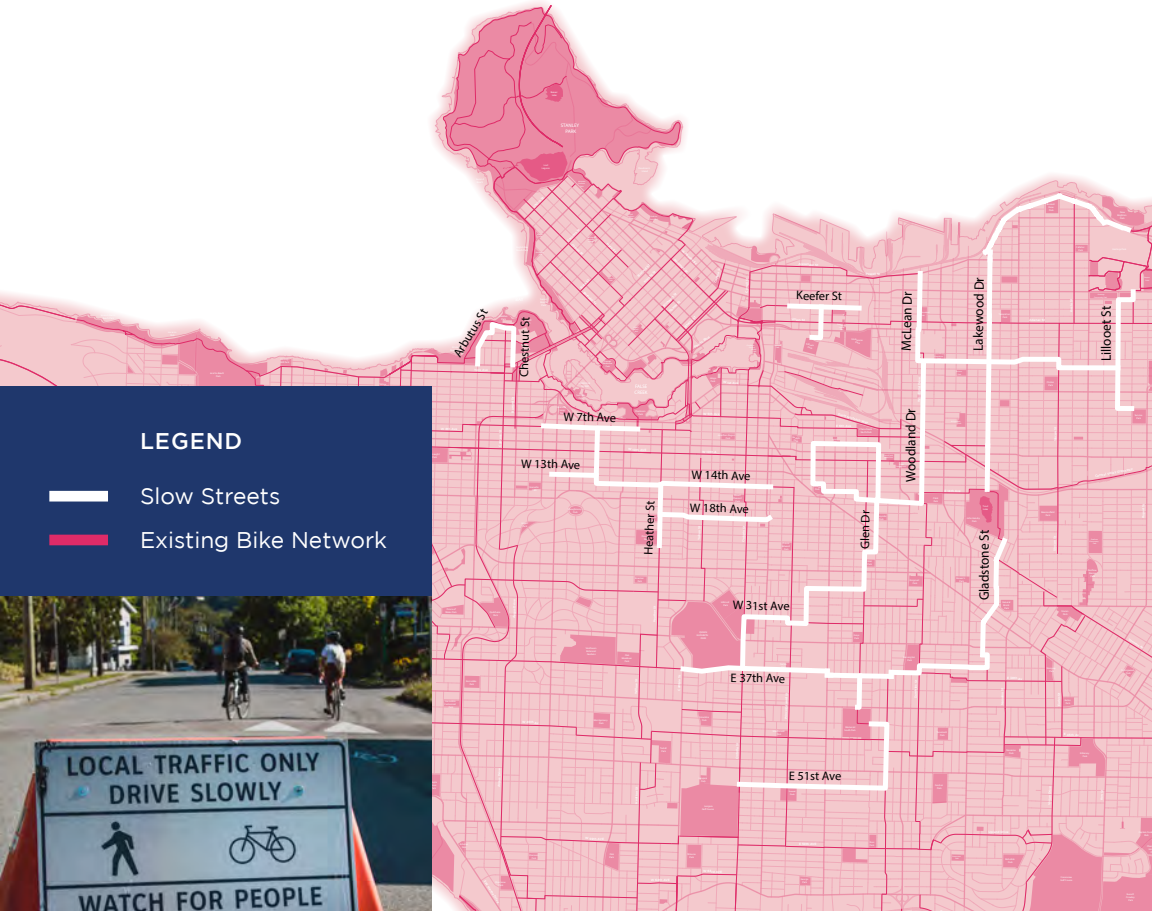 STANLEY
PARK
Keefer St
McLean Dr
Lakewood Dr
Lillooet St
Arbutus St
Chestnut St
W 7th Ave
W 13th Ave
W 14th Ave
W 18th Ave
Heather St
Woodland Dr
Glen Dr
Gladstone St
W 31st Ave
E 37th Ave
E 51st Ave
LEGEND
Slow Streets
Existing Bike Network
LOCAL TRAFFIC ONLY
DRIVE SLOWLY
WATCH FOR PEOPLE